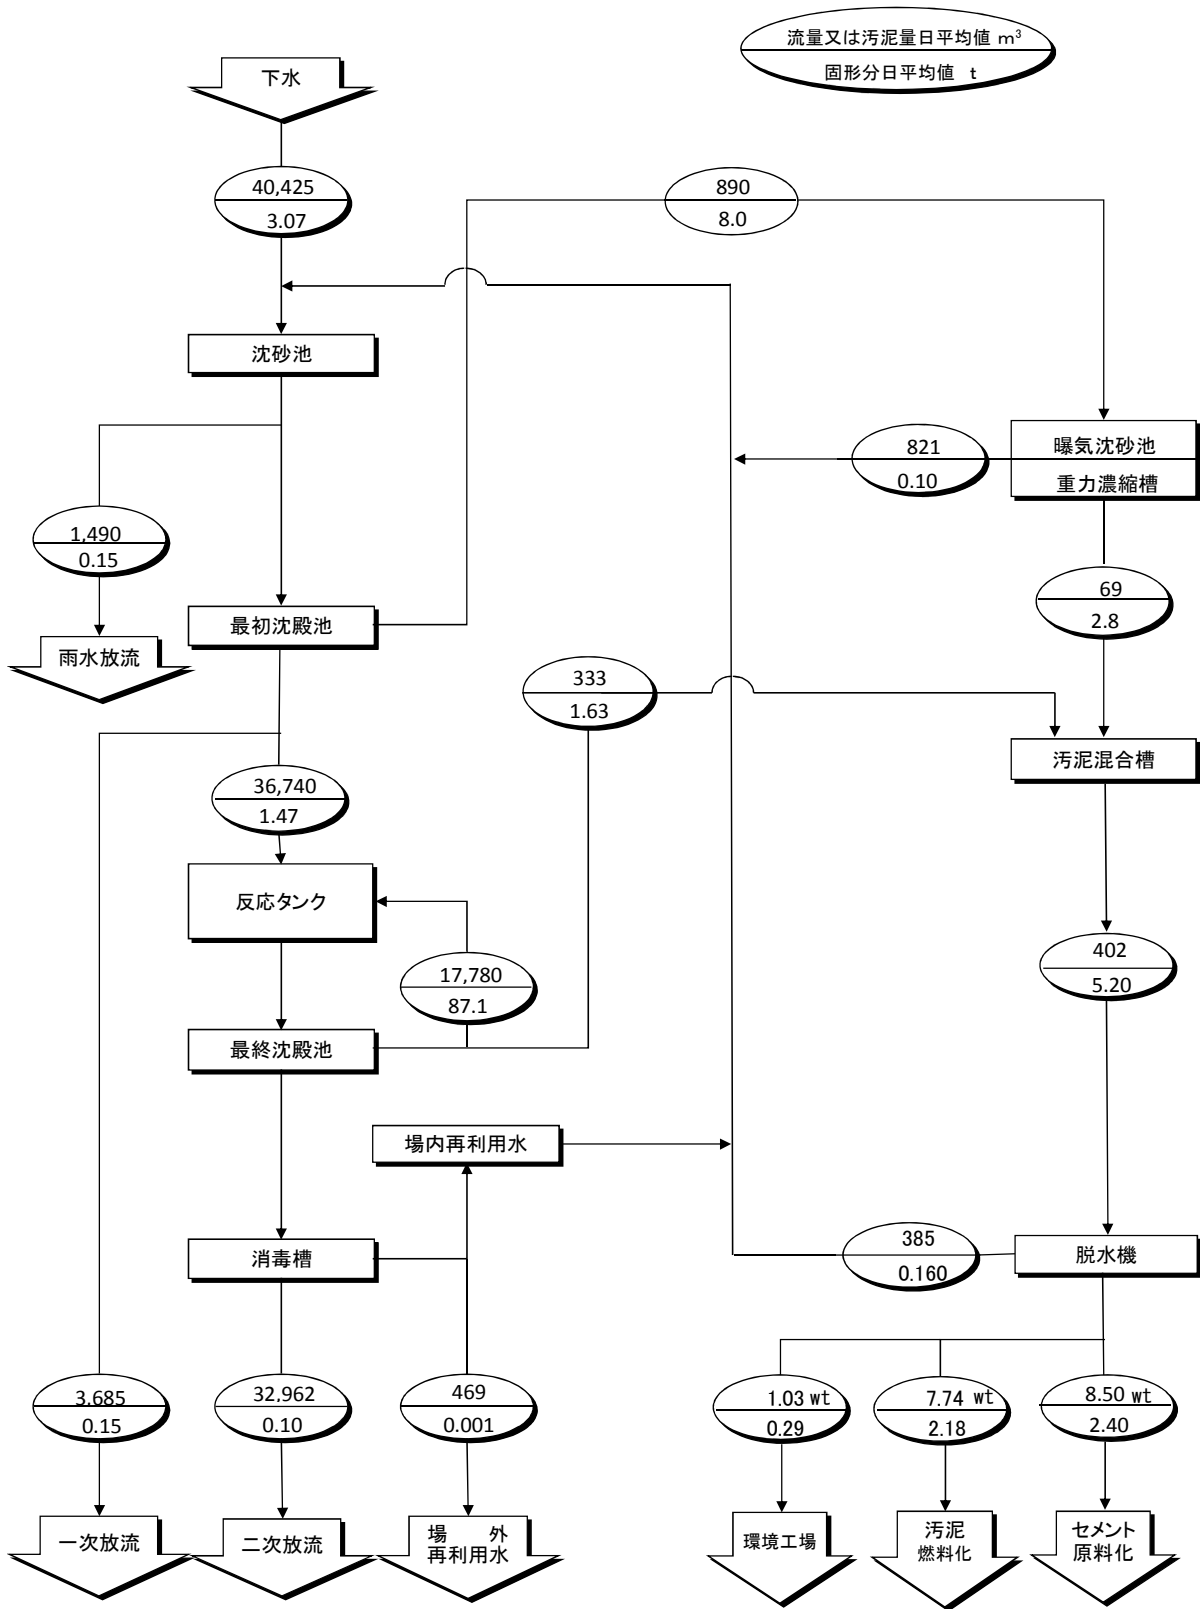 流量又は汚泥量日平均値 m³
固形分日平均値 t
下水
40,425
3.07
890
8.0
沈砂池
821
0.10
曝気沈砂池
重力濃縮槽
1,490
0.15
69
2.8
最初沈殿池
雨水放流
333
1.63
汚泥混合槽
36,740
1.47
反応タンク
17,780
87.1
402
5.20
最終沈殿池
場内再利用水
消毒槽
385
0.160
脱水機
3,685
0.15
32,962
0.10
469
0.001
1.03 wt
0.29
7.74 wt
2.18
8.50 wt
2.40
一次放流
二次放流
場 外
再利用水
環境工場
汚泥
燃料化
セメント
原料化